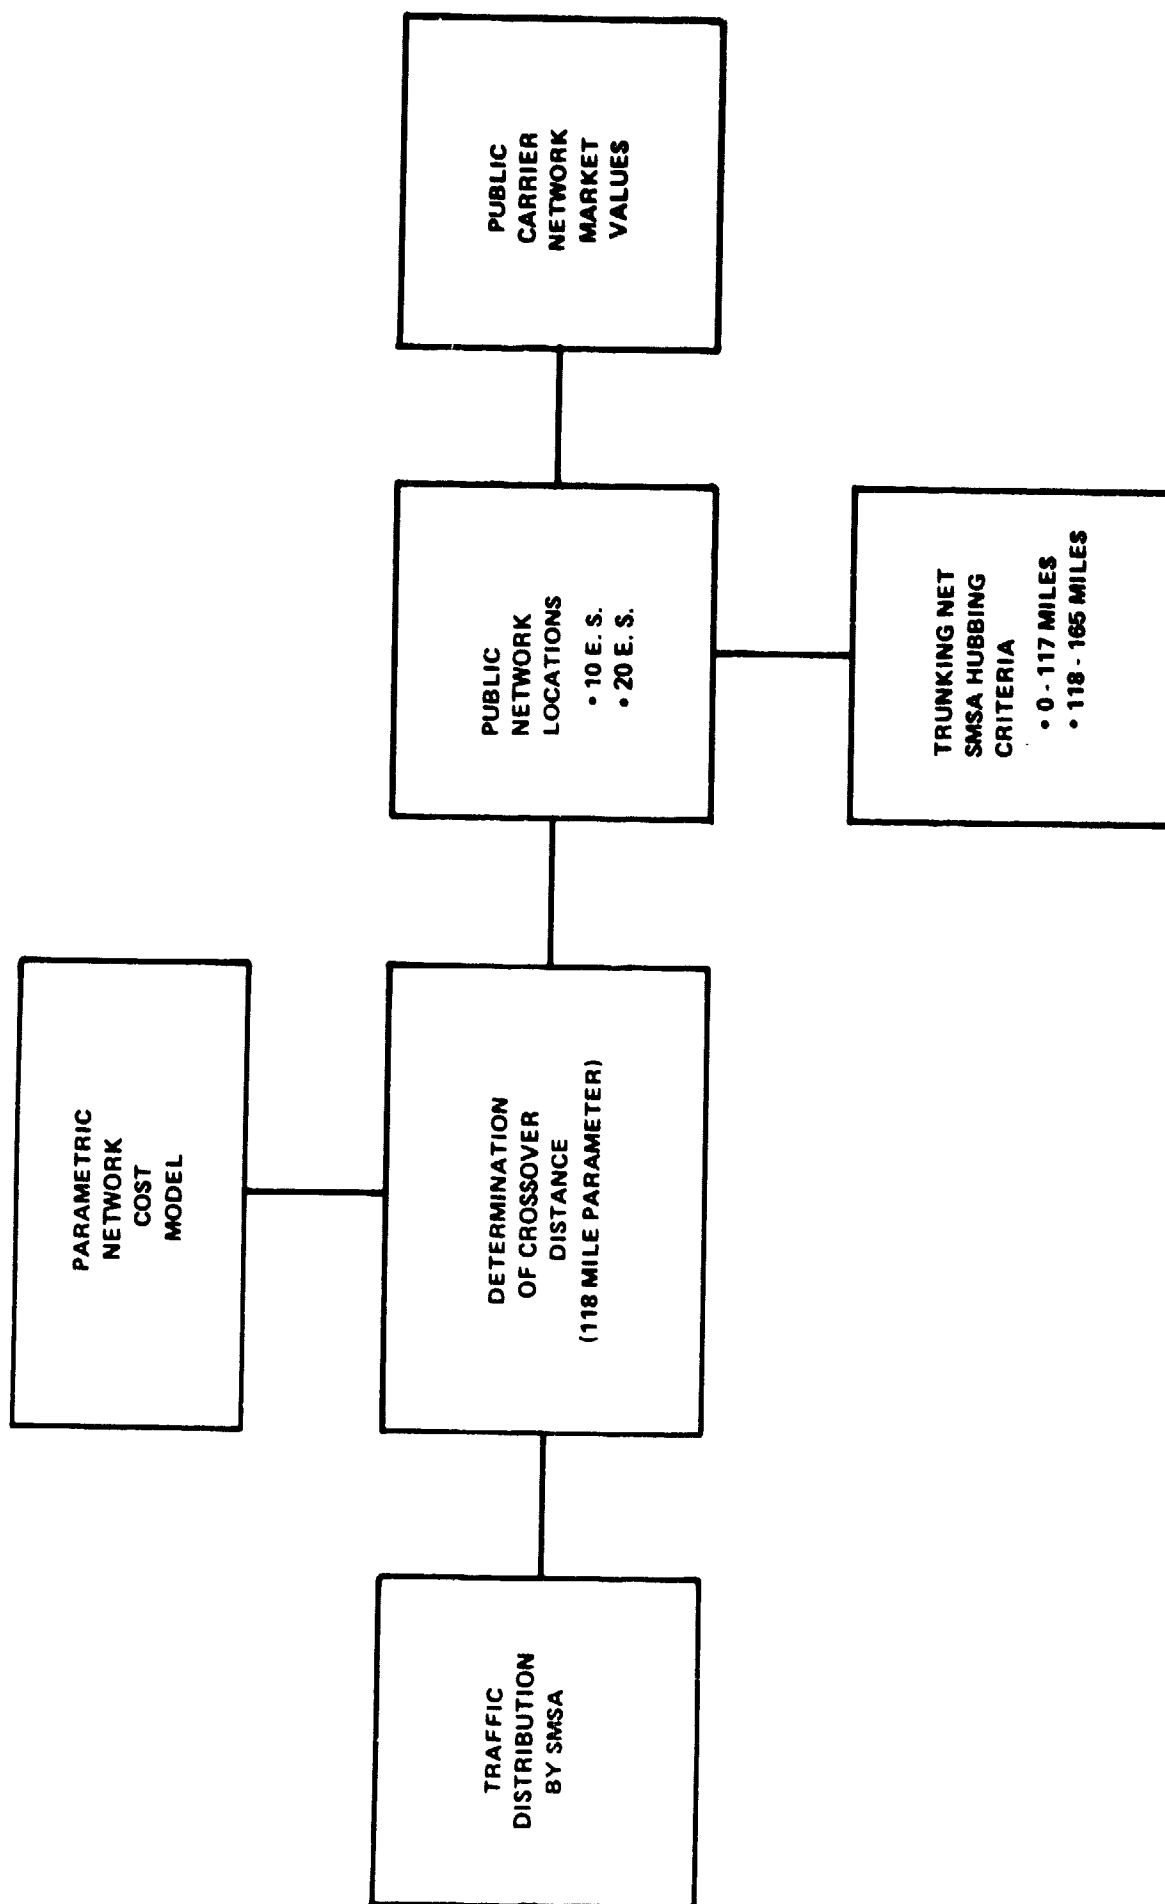 PARAMETRIC
NETWORK
COST
MODEL
TRAFFIC
DISTRIBUTION
BY SMSA
DETERMINATION
OF CROSSOVER
DISTANCE
(118 MILE PARAMETER)
PUBLIC
NETWORK
LOCATIONS
• 10 E. S.
• 20 E. S.
PUBLIC
CARRIER
NETWORK
MARKET
VALUES
TRUNKING NET
SMSA HUBBING
CRITERIA
• 0 - 117 MILES
• 118 - 165 MILES